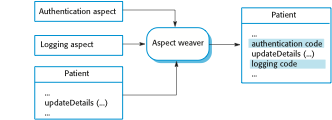 Authentication aspect
Logging aspect
Patient
...
updateDetails (...)
Aspect weaver
Patient
...
authentication code
updateDetails (...)
logging code
...